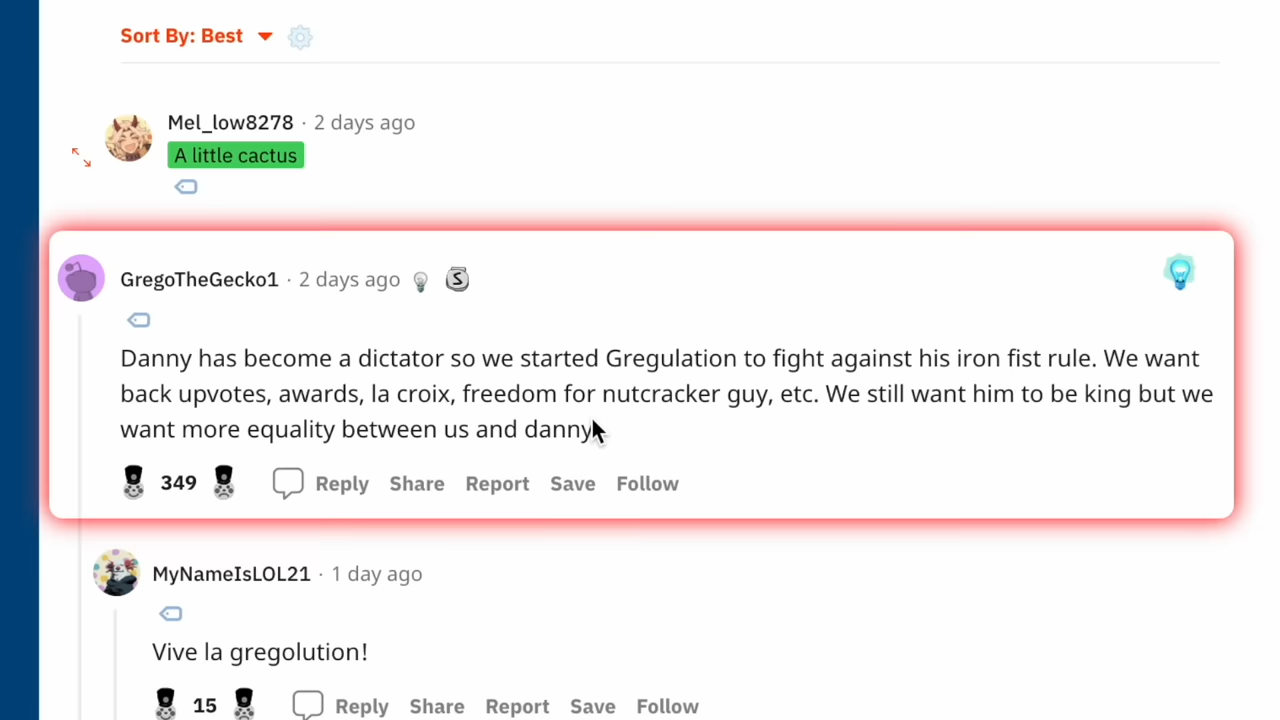 Sort By: Best
Mel_low8278 · 2 days ago
A little cactus
GregoTheGecko1 · 2 days ago S
Danny has become a dictator so we started Gregulation to fight against his iron fist rule. We want
back upvotes, awards, la croix, freedom for nutcracker guy, etc. We still want him to be king but we
want more equality between us and danny
349 Reply Share Report Save Follow
MyNameIsLOL21 · 1 day ago
Vive la gregolution!
15 Reply Share Report Save Follow